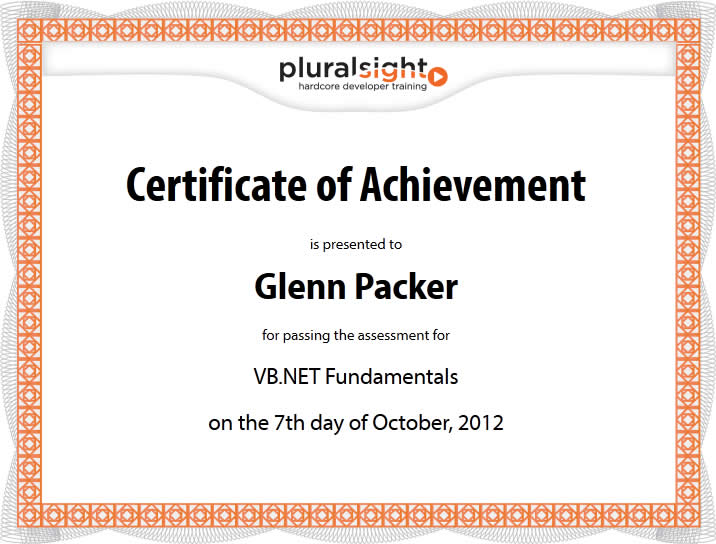 pluralsight
hardcore developer training
Certificate of Achievement
is presented to
Glenn Packer
for passing the assessment for
VB.NET Fundamentals
on the 7th day of October, 2012